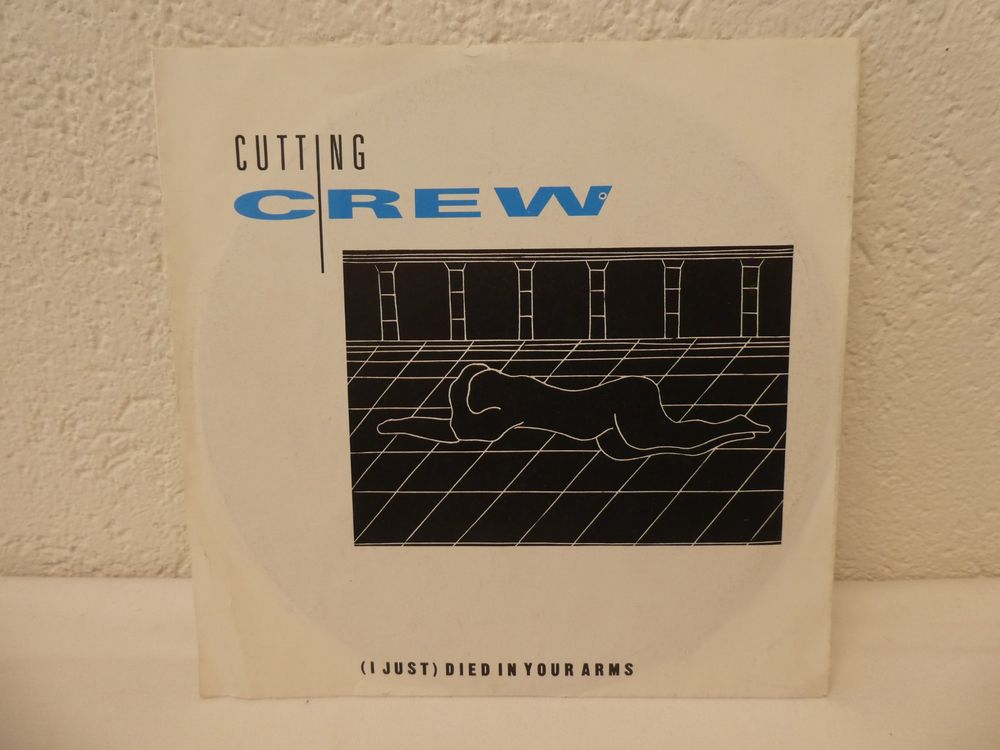 CUTTING
CREW
(I JUST) DIED IN YOUR ARMS